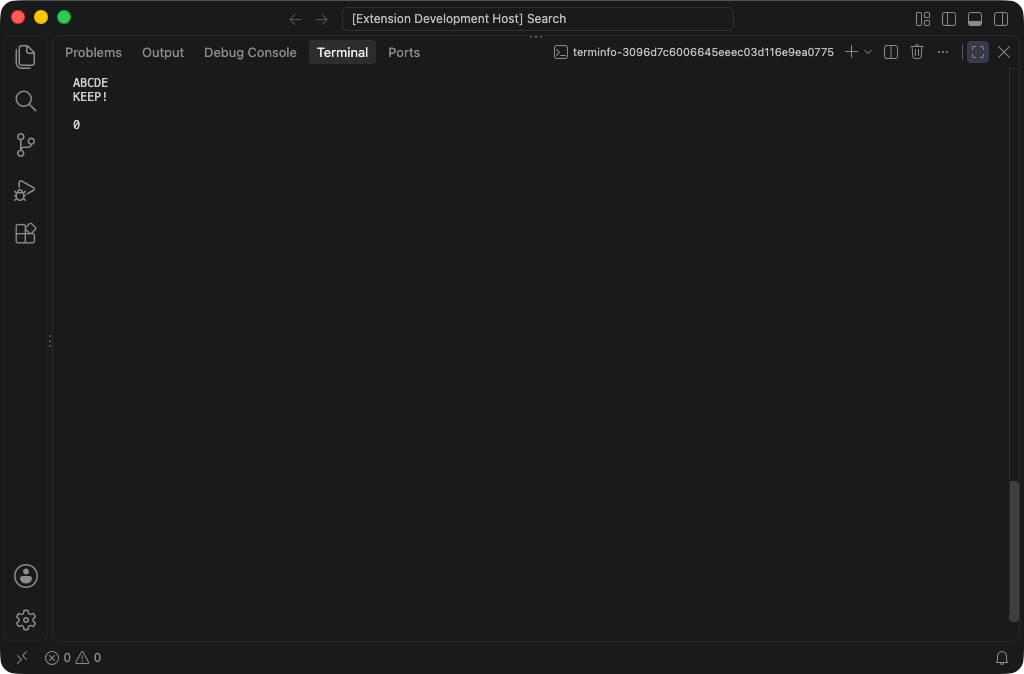 [Extension Development Host] Search
Problems Output Debug Console Terminal Ports terminfo-3096d7c6006645eeec03d116e9ea0775
ABCDE
KEEP!
0
0 0